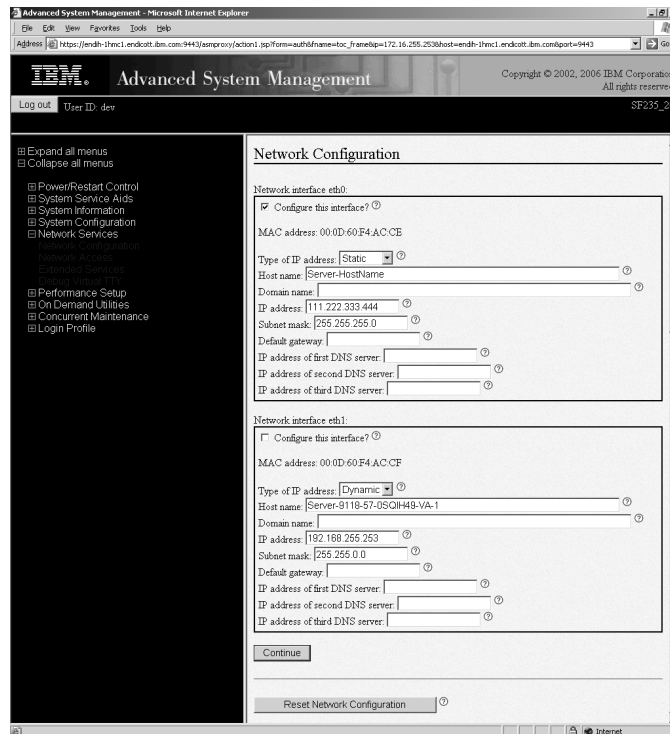 Advanced System Management - Microsoft Internet Explorer
File Edit View Favorites Tools Help
Address https://endih-1hmc1.endicott.ibm.com:9443/asmproxy/action1.jsp?form=auth&fname=toc_frame&ip=172.16.255.253&host=endih-1hmc1.endicott.ibm.com&port=9443 Go
IBM. Advanced System Management
Copyright © 2002, 2006 IBM Corporatio
All rights reserve
Log out User ID: dev SF235_2
Expand all menus
Collapse all menus
Power/Restart Control
System Service Aids
System Information
System Configuration
Network Services
Network Configuration
Network Access
Extended Services
Debug Virtual TTY
Performance Setup
On Demand Utilities
Concurrent Maintenance
Login Profile
Network Configuration
Network interface eth0:
Configure this interface? ?
MAC address: 00:0D:60:F4:AC:CE
Type of IP address: Static ?
Host name: Server-HostName ?
Domain name: ?
IP address: 111.222.333.444 ?
Subnet mask: 255.255.255.0 ?
Default gateway: ?
IP address of first DNS server: ?
IP address of second DNS server: ?
IP address of third DNS server: ?
Network interface eth1:
Configure this interface? ?
MAC address: 00:0D:60:F4:AC:CF
Type of IP address: Dynamic ?
Host name: Server-9118-57-0SQIH49-VA-1 ?
Domain name: ?
IP address: 192.168.255.253 ?
Subnet mask: 255.255.0.0 ?
Default gateway: ?
IP address of first DNS server: ?
IP address of second DNS server: ?
IP address of third DNS server: ?
Continue
Reset Network Configuration ?
Internet